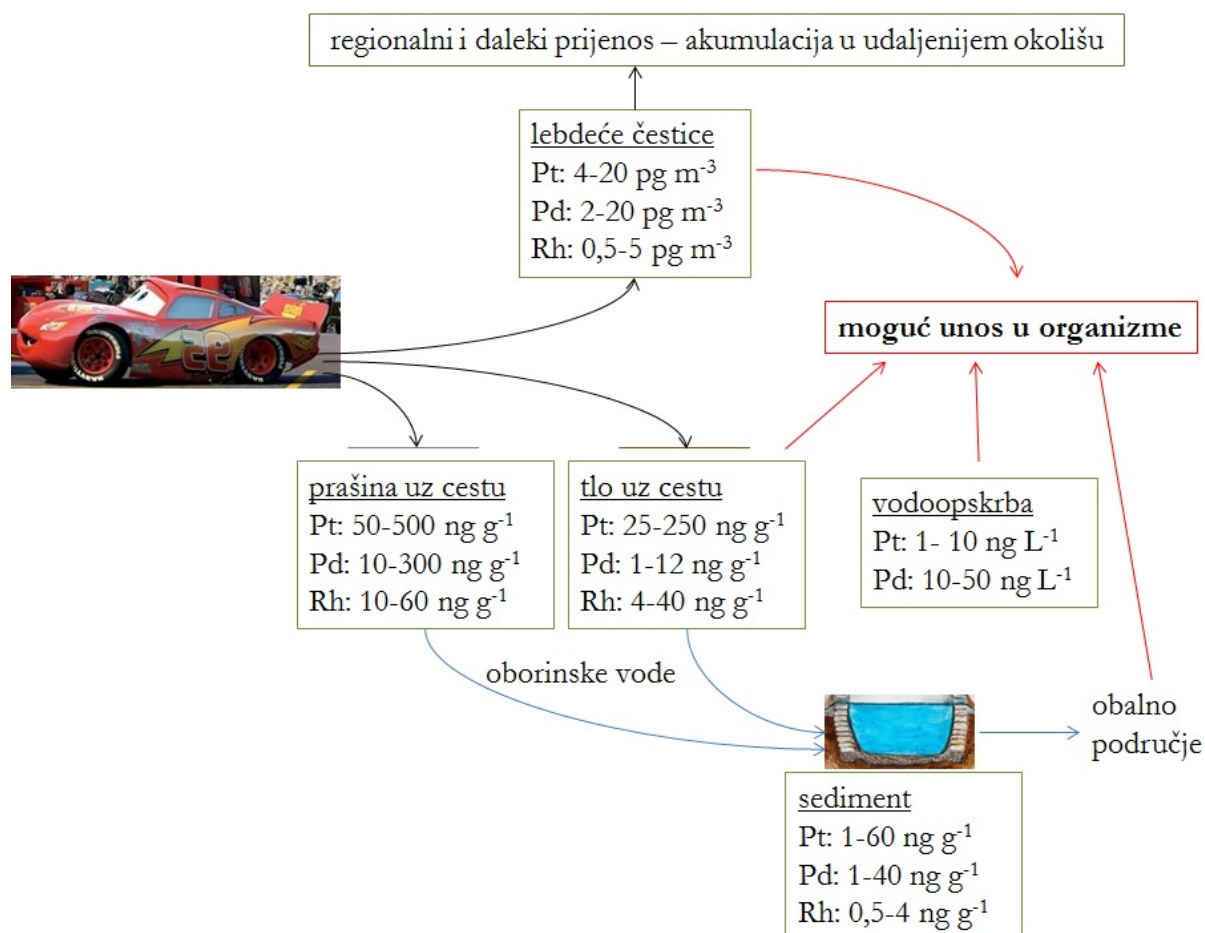 regionalni i daleki prijenos – akumulacija u udaljenijem okolišu
lebdeće čestice
Pt: 4-20 pg m⁻³
Pd: 2-20 pg m⁻³
Rh: 0,5-5 pg m⁻³
moguć unos u organizme
prašina uz cestu
Pt: 50-500 ng g⁻¹
Pd: 10-300 ng g⁻¹
Rh: 10-60 ng g⁻¹
tlo uz cestu
Pt: 25-250 ng g⁻¹
Pd: 1-12 ng g⁻¹
Rh: 4-40 ng g⁻¹
vodoopskrba
Pt: 1- 10 ng L⁻¹
Pd: 10-50 ng L⁻¹
oborinske vode
obalno
područje
sediment
Pt: 1-60 ng g⁻¹
Pd: 1-40 ng g⁻¹
Rh: 0,5-4 ng g⁻¹